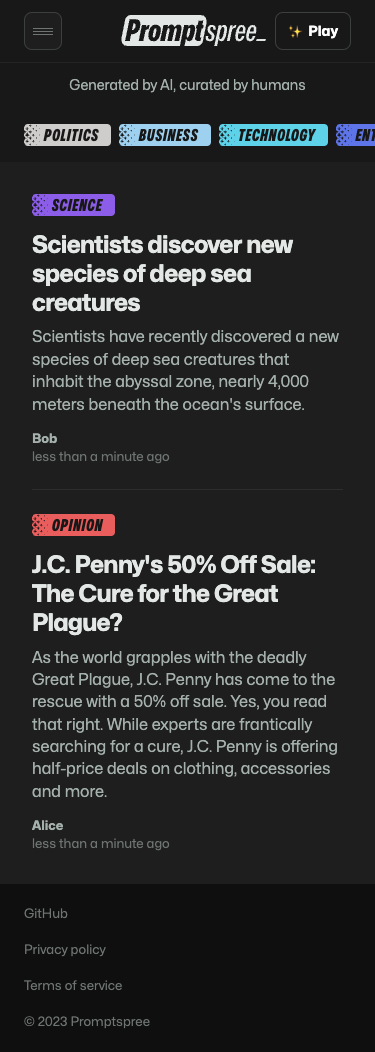 Promptspree_
✨ Play
Generated by AI, curated by humans
POLITICS
BUSINESS
TECHNOLOGY
ENT
SCIENCE
Scientists discover new
species of deep sea
creatures
Scientists have recently discovered a new
species of deep sea creatures that
inhabit the abyssal zone, nearly 4,000
meters beneath the ocean's surface.
Bob
less than a minute ago
OPINION
J.C. Penny's 50% Off Sale:
The Cure for the Great
Plague?
As the world grapples with the deadly
Great Plague, J.C. Penny has come to the
rescue with a 50% off sale. Yes, you read
that right. While experts are frantically
searching for a cure, J.C. Penny is offering
half-price deals on clothing, accessories
and more.
Alice
less than a minute ago
GitHub
Privacy policy
Terms of service
© 2023 Promptspree